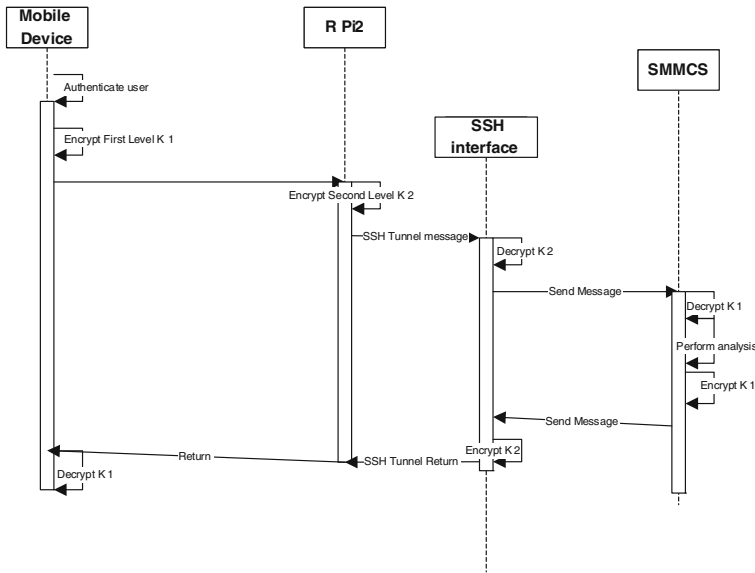 Mobile
Device
R Pi2
SMMCS
SSH
interface
Authenticate user
Encrypt First Level K 1
Encrypt Second Level K 2
SSH Tunnel message
Decrypt K 2
Send Message
Decrypt K 1
Perform analysis
Encrypt K 1
Send Message
Encrypt K 2
Return
SSH Tunnel Return
Decrypt K 1